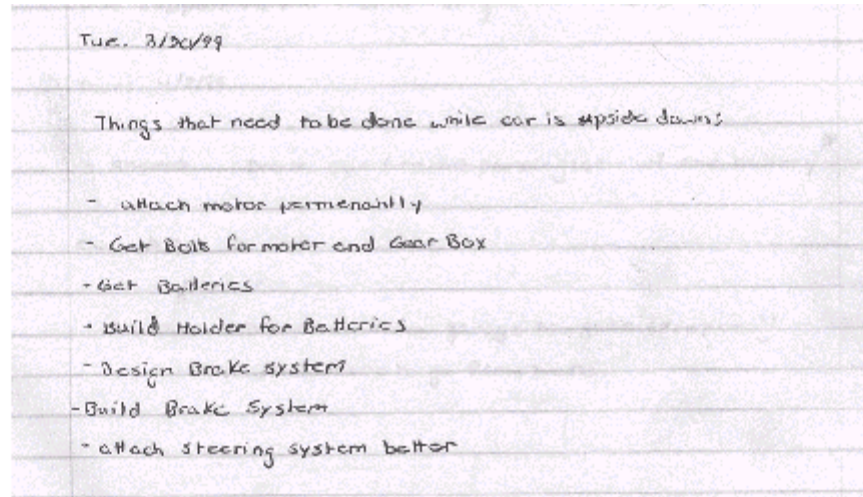 Tue. 3/30/99
Things that need to be done while car is upside down:
- attach motor permenantly
- Get Bolts for motor and Gear Box
- Get Batteries
- Build Holder for Batteries
- Design Brake system
- Build Brake System
- attach steering system better